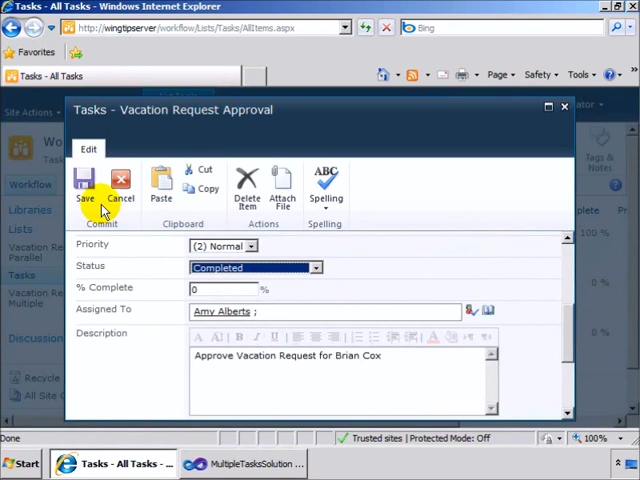 Tasks - All Tasks - Windows Internet Explorer
http://wingtipserver/workflow/Lists/Tasks/AllItems.aspx
Bing
Favorites
Tasks - All Tasks
Page
Safety
Tools
Site Actions
Tasks - Vacation Request Approval
Edit
Save
Cancel
Paste
Cut
Copy
Delete Item
Attach File
ABC
Spelling
Commit
Clipboard
Actions
Spelling
Tags & Notes
Workflow
Libraries
Lists
Vacation Re
Parallel
Tasks
Vacation Re
Multiple
Discussion
Recycle
All Site C
100 %
0 %
0 %
Priority
(2) Normal
Status
Completed
% Complete
0
%
Assigned To
Amy Alberts ;
Description
Approve Vacation Request for Brian Cox
Done
Trusted sites | Protected Mode: Off
100%
Start
Tasks - All Tasks - ...
MultipleTasksSolution ...